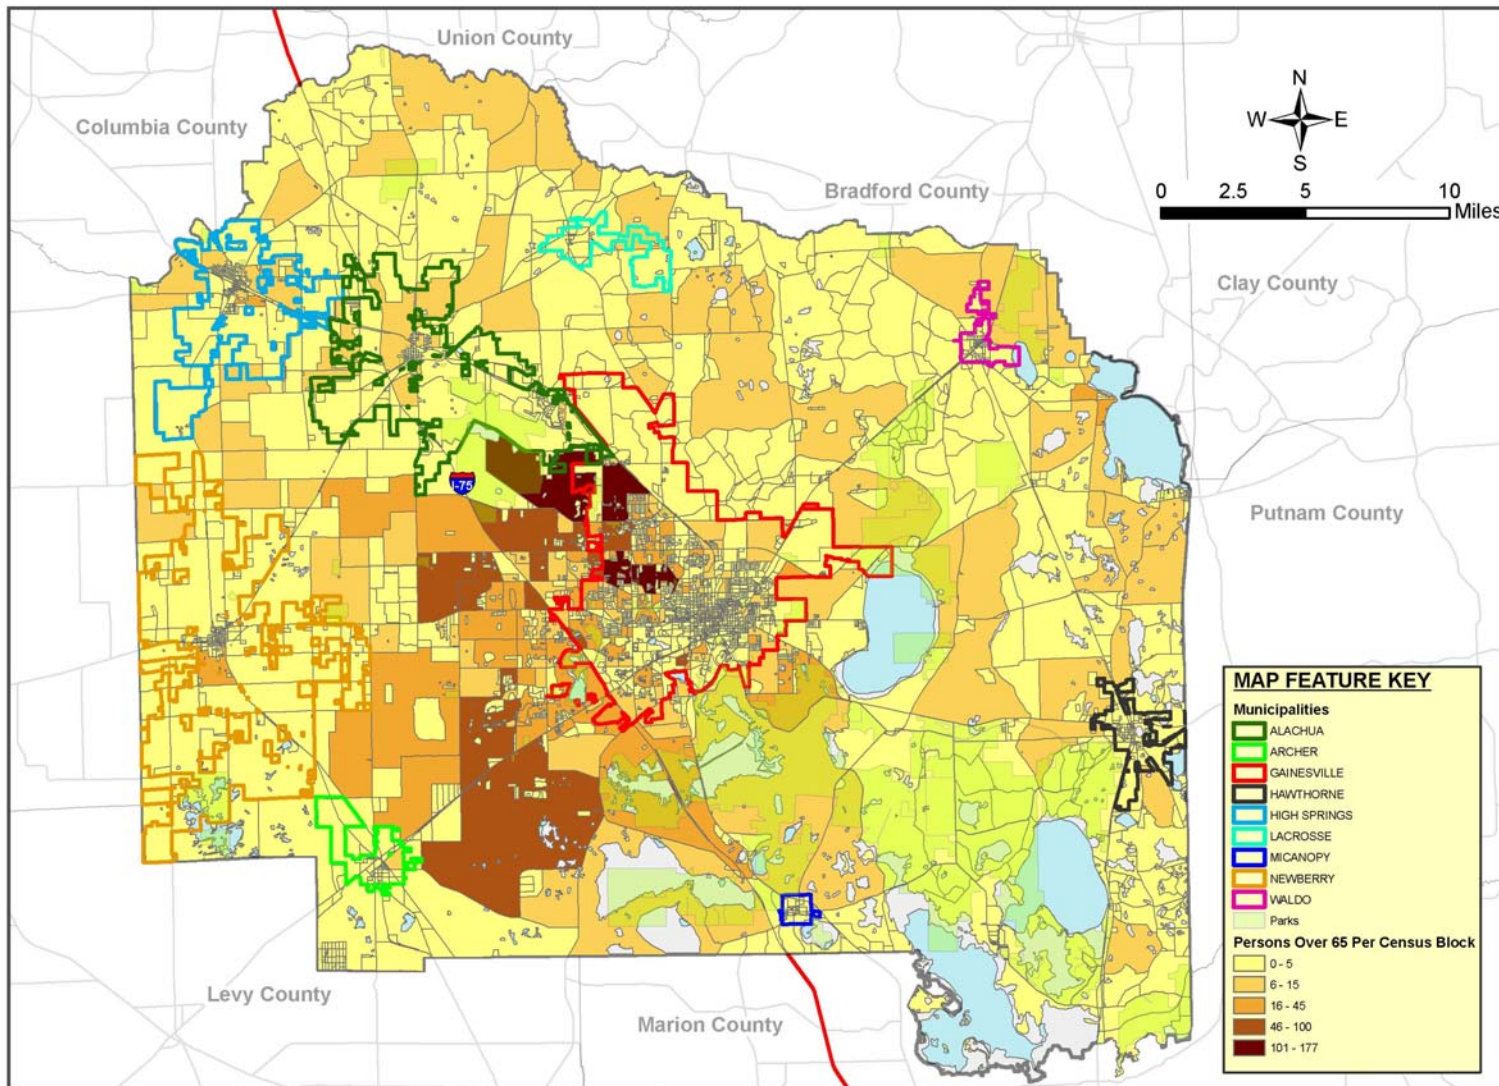 Union County
N
Columbia County
W E
S
Bradford County
0 2.5 5 10
Miles
Clay County
I-75
Putnam County
MAP FEATURE KEY
Municipalities
ALACHUA
ARCHER
GAINESVILLE
HAWTHORNE
HIGH SPRINGS
LACROSSE
MICANOPY
NEWBERRY
WALDO
Parks
Persons Over 65 Per Census Block
0 - 5
6 - 15
16 - 45
46 - 100
101 - 177
Levy County
Marion County